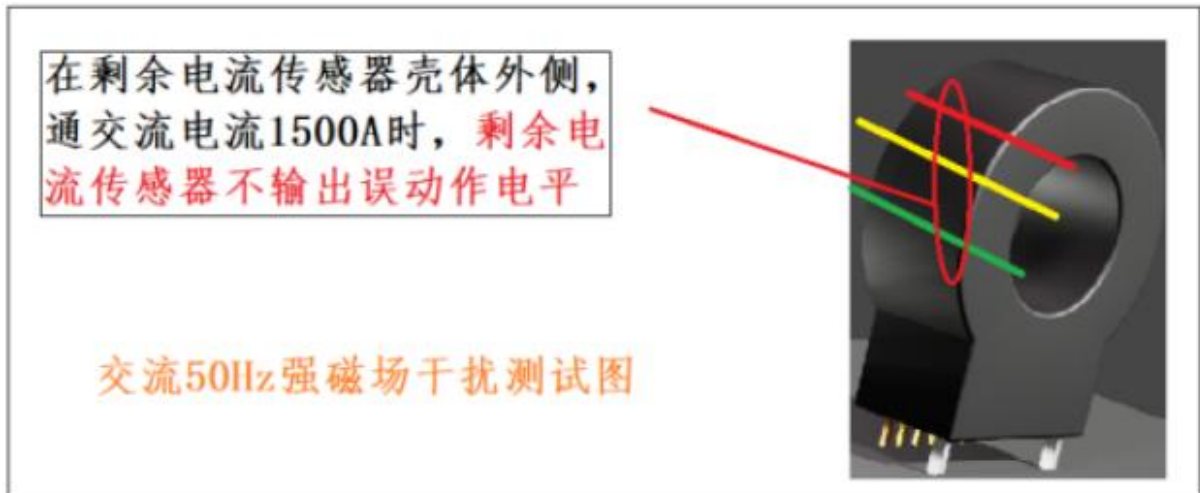 在剩余电流传感器壳体外侧，
通交流电流1500A时，剩余电
流传感器不输出误动作电平
交流50Hz强磁场干扰测试图